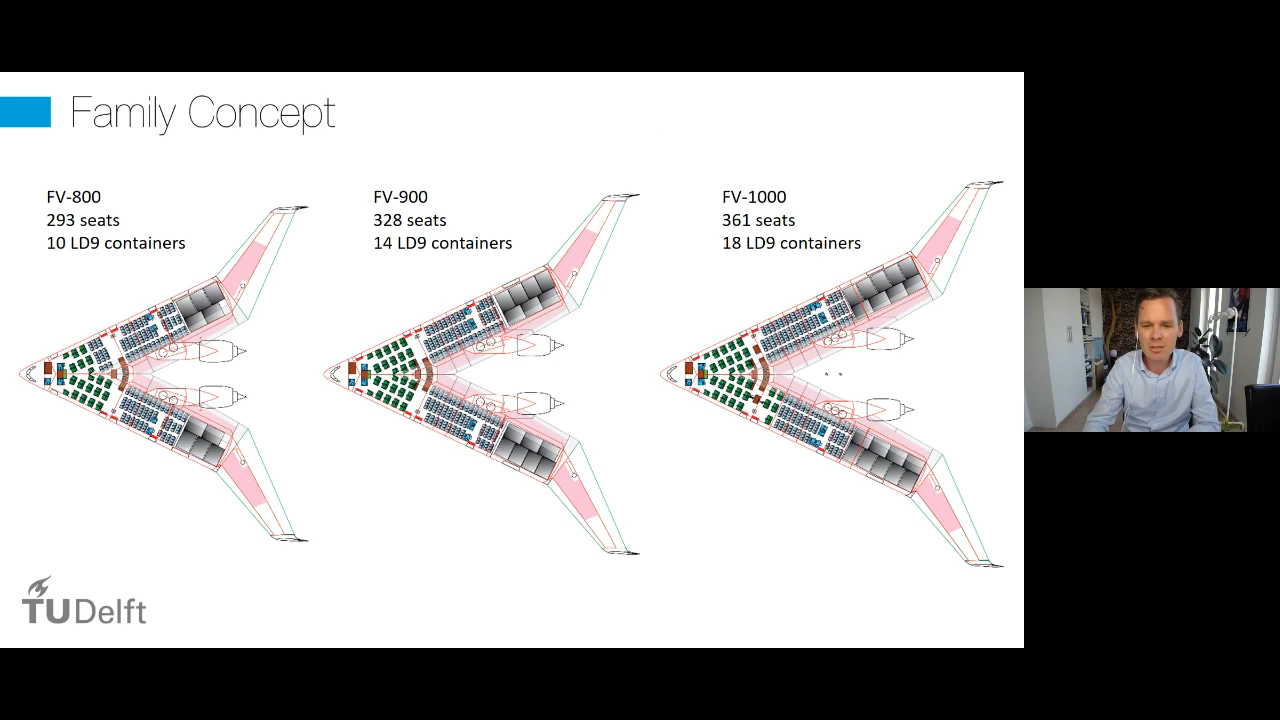 Family Concept
FV-800
293 seats
10 LD9 containers
FV-900
328 seats
14 LD9 containers
FV-1000
361 seats
18 LD9 containers
TUDelft